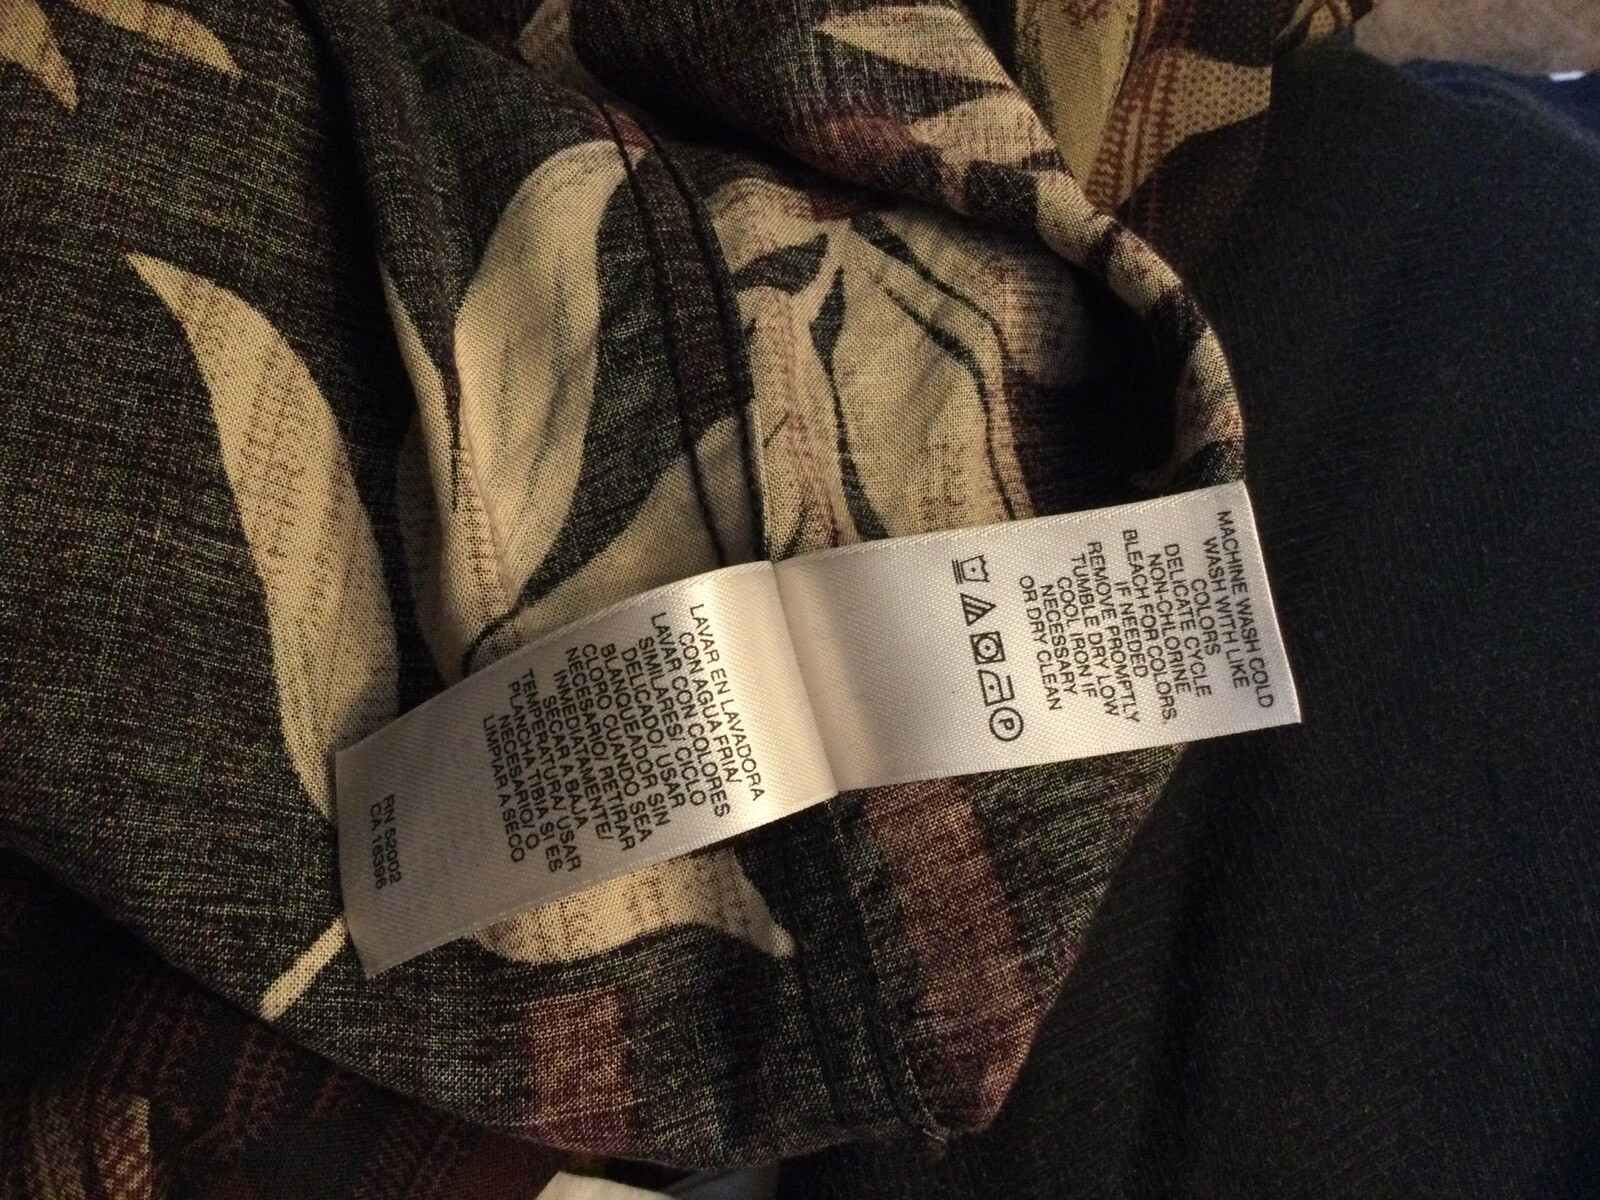 MACHINE WASH COLD
WASH WITH LIKE
COLORS
DELICATE CYCLE
NON-CHLORINE
BLEACH FOR COLORS
IF NEEDED
REMOVE PROMPTLY
TUMBLE DRY LOW
COOL IRON IF
NECESSARY
OR DRY CLEAN
P
LAVAR EN LAVADORA
CON AGUA FRIA/
LAVAR CON COLORES
SIMILARES/ CICLO
DELICADO/ USAR
BLANQUEADOR SIN
CLORO CUANDO SEA
NECESARIO/ RETIRAR
INMEDIATAMENTE/
SECAR A BAJA
TEMPERATURA/ USAR
PLANCHA TIBIA SI ES
NECESARIO/ O
LIMPIAR A SECO
RN 52002
CA 16396